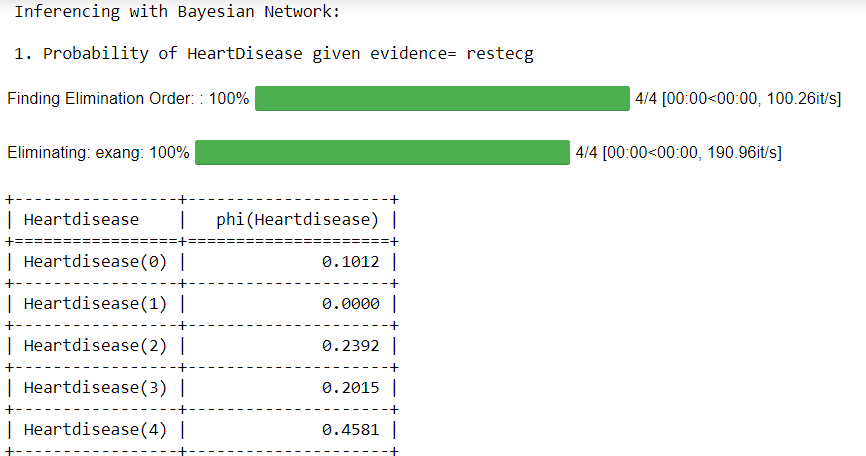 Inferencing with Bayesian Network:
1. Probability of HeartDisease given evidence= restecg
Finding Elimination Order: : 100% 4/4 [00:00<00:00, 100.26it/s]
Eliminating: exang: 100% 4/4 [00:00<00:00, 190.96it/s]
+-----------------+---------------------+
| Heartdisease    |   phi(Heartdisease) |
+=================+=====================+
| Heartdisease(0) |              0.1012 |
+-----------------+---------------------+
| Heartdisease(1) |              0.0000 |
+-----------------+---------------------+
| Heartdisease(2) |              0.2392 |
+-----------------+---------------------+
| Heartdisease(3) |              0.2015 |
+-----------------+---------------------+
| Heartdisease(4) |              0.4581 |
+-----------------+---------------------+